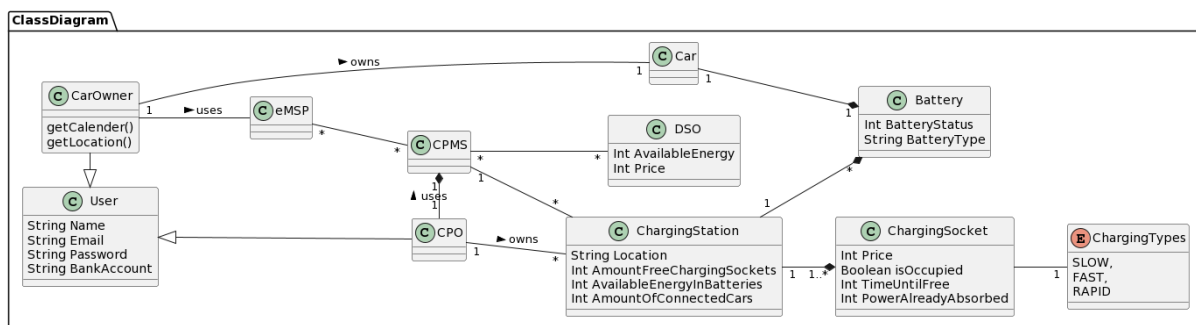 ClassDiagram
C CarOwner
getCalender()
getLocation()
1
owns
1
C Car
1
1
uses
C eMSP
*
*
C CPMS
*
*
C DSO
Int AvailableEnergy
Int Price
C Battery
Int BatteryStatus
String BatteryType
*
1
1
*
1
uses
1
C User
String Name
String Email
String Password
String BankAccount
C CPO
1
owns
*
C ChargingStation
String Location
Int AmountFreeChargingSockets
Int AvailableEnergyInBatteries
Int AmountOfConnectedCars
1
1..*
C ChargingSocket
Int Price
Boolean isOccupied
Int TimeUntilFree
Int PowerAlreadyAbsorbed
1
E ChargingTypes
SLOW,
FAST,
RAPID